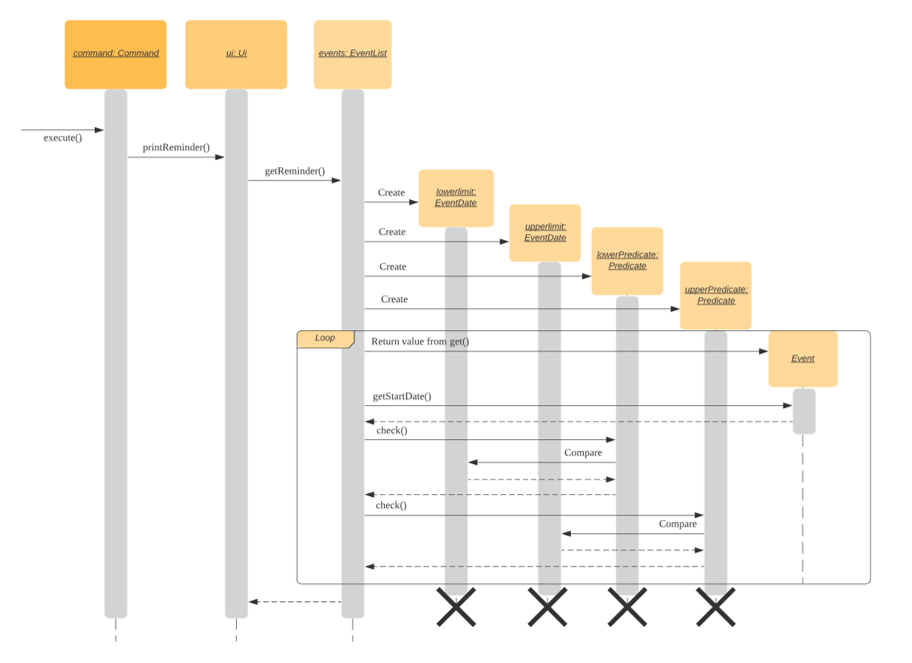 command: Command
ui: Ui
events: EventList
execute()
printReminder()
getReminder()
Create
lowerlimit:
EventDate
Create
upperlimit:
EventDate
Create
lowerPredicate:
Predicate
Create
upperPredicate:
Predicate
Loop
Return value from get()
Event
getStartDate()
check()
Compare
check()
Compare